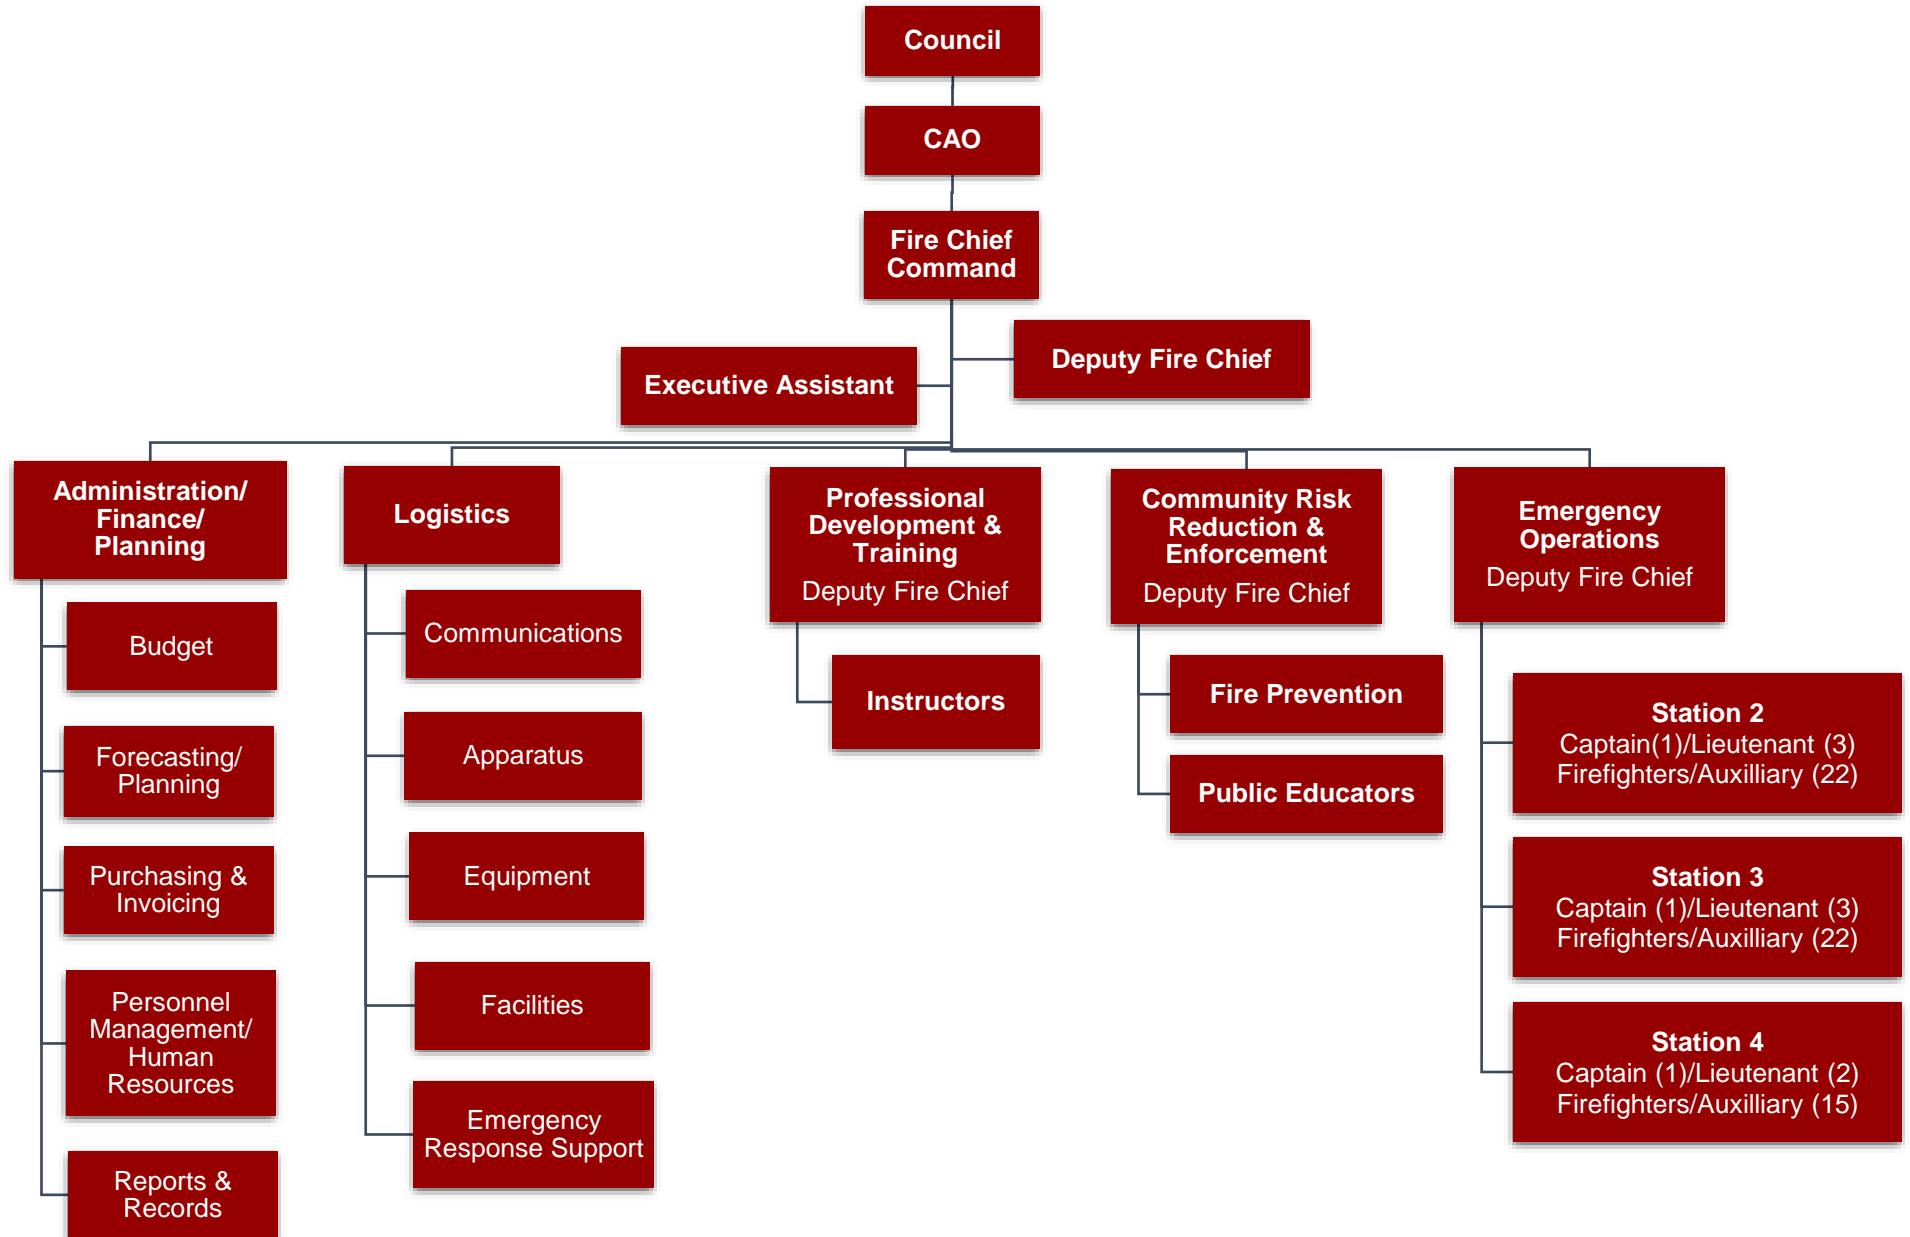 Council
CAO
Fire Chief
Command
Deputy Fire Chief
Executive Assistant
Administration/
Finance/
Planning
Budget
Forecasting/
Planning
Purchasing &
Invoicing
Personnel
Management/
Human
Resources
Reports &
Records
Logistics
Communications
Apparatus
Equipment
Facilities
Emergency
Response Support
Professional
Development &
Training
Deputy Fire Chief
Instructors
Community Risk
Reduction &
Enforcement
Deputy Fire Chief
Fire Prevention
Public Educators
Emergency
Operations
Deputy Fire Chief
Station 2
Captain(1)/Lieutenant (3)
Firefighters/Auxilliary (22)
Station 3
Captain (1)/Lieutenant (3)
Firefighters/Auxilliary (22)
Station 4
Captain (1)/Lieutenant (2)
Firefighters/Auxilliary (15)